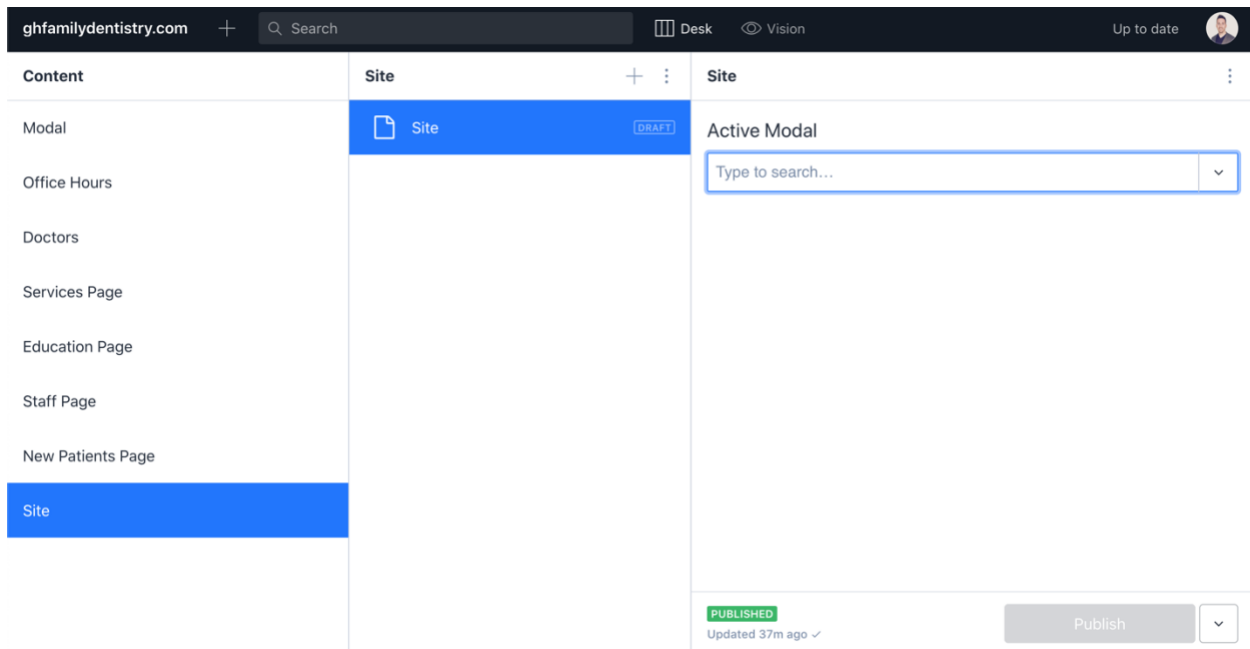 ghfamilydentistry.com Search Desk Vision Up to date
Content
Modal
Office Hours
Doctors
Services Page
Education Page
Staff Page
New Patients Page
Site
Site
Site DRAFT
Site
Active Modal
Type to search...
PUBLISHED
Updated 37m ago
Publish